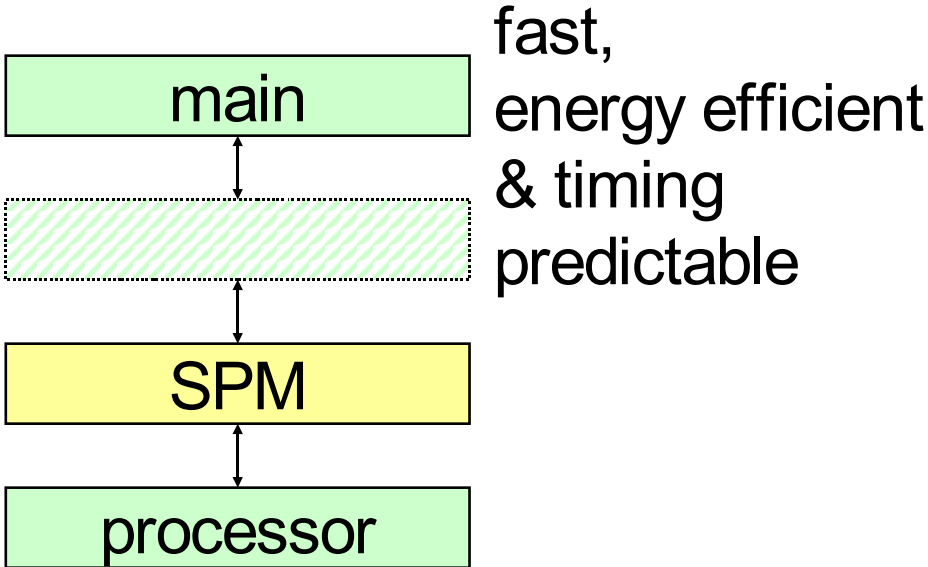 fast,
main
energy efficient
& timing
predictable
SPM
processor